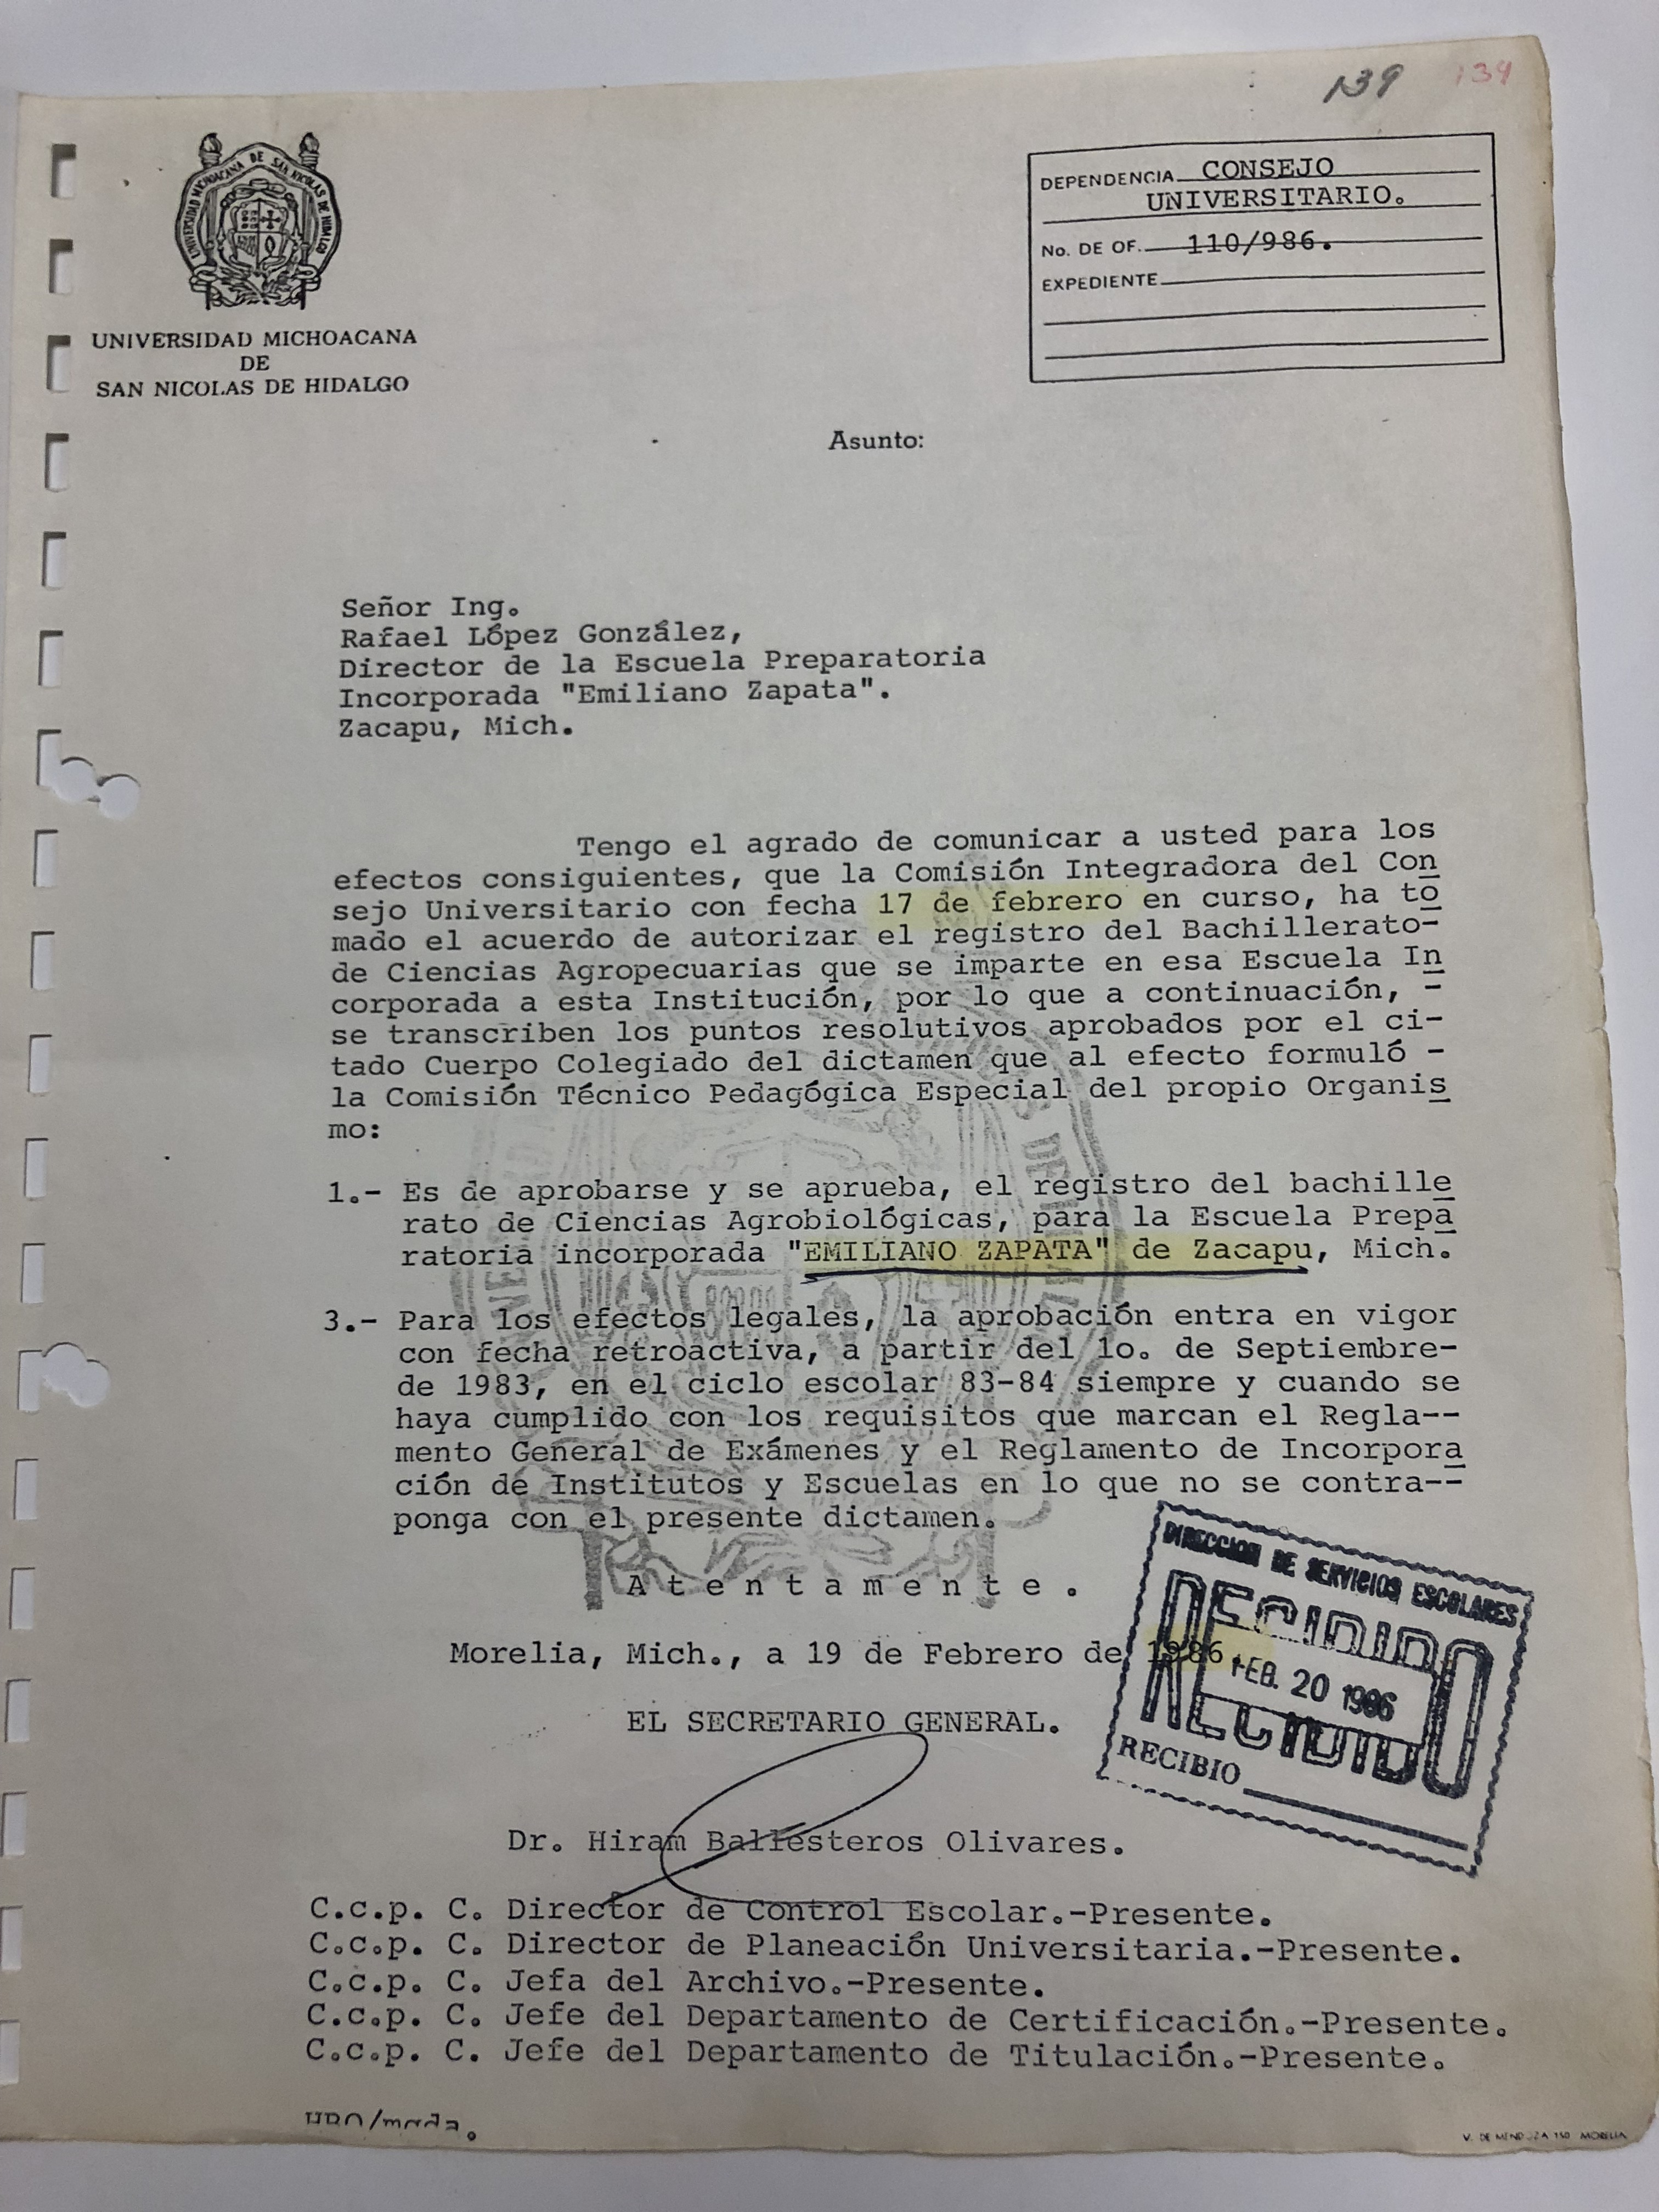 139 134
UNIVERSIDAD MICHOACANA DE SAN NICOLAS DE HIDALGO
UNIVERSIDAD MICHOACANA
DE
SAN NICOLAS DE HIDALGO
DEPENDENCIA CONSEJO
UNIVERSITARIO.
No. DE OF. 110/986.
EXPEDIENTE
Asunto:
Señor Ing.
Rafael López González,
Director de la Escuela Preparatoria
Incorporada "Emiliano Zapata".
Zacapu, Mich.
Tengo el agrado de comunicar a usted para los
efectos consiguientes, que la Comisión Integradora del Con
sejo Universitario con fecha 17 de febrero en curso, ha to
mado el acuerdo de autorizar el registro del Bachillerato-
de Ciencias Agropecuarias que se imparte en esa Escuela In
corporada a esta Institución, por lo que a continuación, -
se transcriben los puntos resolutivos aprobados por el ci-
tado Cuerpo Colegiado del dictamen que al efecto formuló -
la Comisión Técnico Pedagógica Especial del propio Organis
mo:
1.- Es de aprobarse y se aprueba, el registro del bachille
rato de Ciencias Agrobiológicas, para la Escuela Prepa
ratoria incorporada "EMILIANO ZAPATA" de Zacapu, Mich.
3.- Para los efectos legales, la aprobación entra en vigor
con fecha retroactiva, a partir del 1o. de Septiembre-
de 1983, en el ciclo escolar 83-84 siempre y cuando se
haya cumplido con los requisitos que marcan el Regla--
mento General de Exámenes y el Reglamento de Incorpora
ción de Institutos y Escuelas en lo que no se contra--
ponga con el presente dictamen.
A t e n t a m e n t e .
Morelia, Mich., a 19 de Febrero de 1986.
EL SECRETARIO GENERAL.
Dr. Hiram Ballesteros Olivares.
DIRECCION DE SERVICIOS ESCOLARES
RECIBIDO
FEB. 20 1986
RECIBIO
C.c.p. C. Director de Control Escolar.-Presente.
C.c.p. C. Director de Planeación Universitaria.-Presente.
C.c.p. C. Jefa del Archivo.-Presente.
C.c.p. C. Jefe del Departamento de Certificación.-Presente.
C.c.p. C. Jefe del Departamento de Titulación.-Presente.
V. DE MENDOZA 150 MORELIA